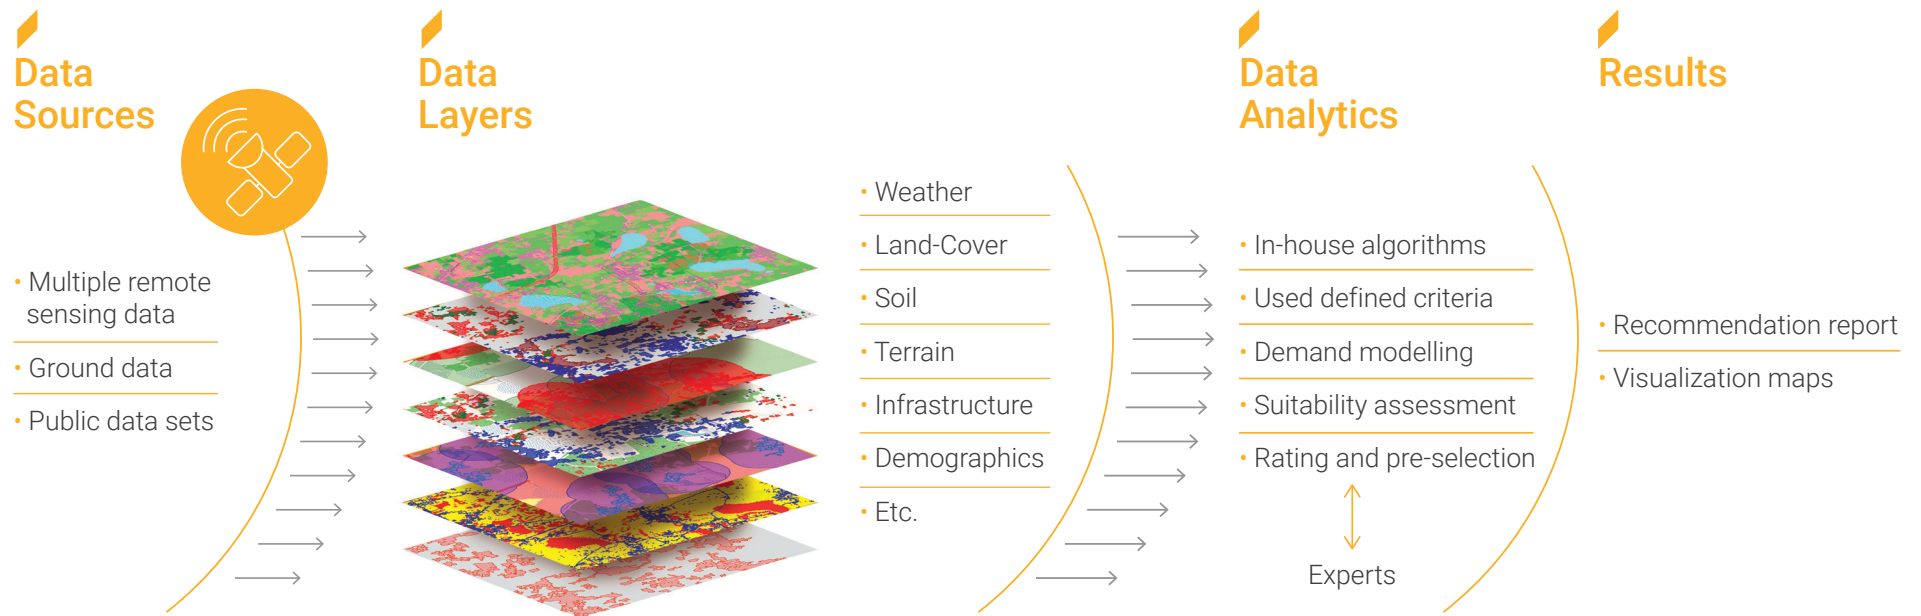 Data
Sources
• Multiple remote
sensing data
• Ground data
• Public data sets
Data
Layers
• Weather
• Land-Cover
• Soil
• Terrain
• Infrastructure
• Demographics
• Etc.
Data
Analytics
• In-house algorithms
• Used defined criteria
• Demand modelling
• Suitability assessment
• Rating and pre-selection
Experts
Results
• Recommendation report
• Visualization maps